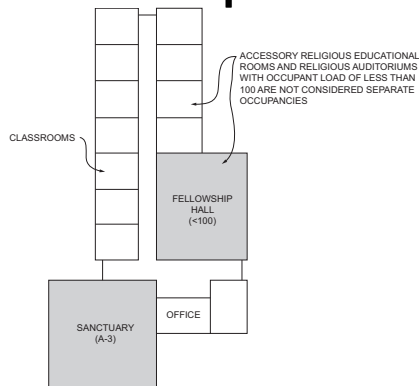 ACCESSORY RELIGIOUS EDUCATIONAL
ROOMS AND RELIGIOUS AUDITORIUMS
WITH OCCUPANT LOAD OF LESS THAN
100 ARE NOT CONSIDERED SEPARATE
OCCUPANCIES
CLASSROOMS
FELLOWSHIP
HALL
(<100)
OFFICE
SANCTUARY
(A-3)